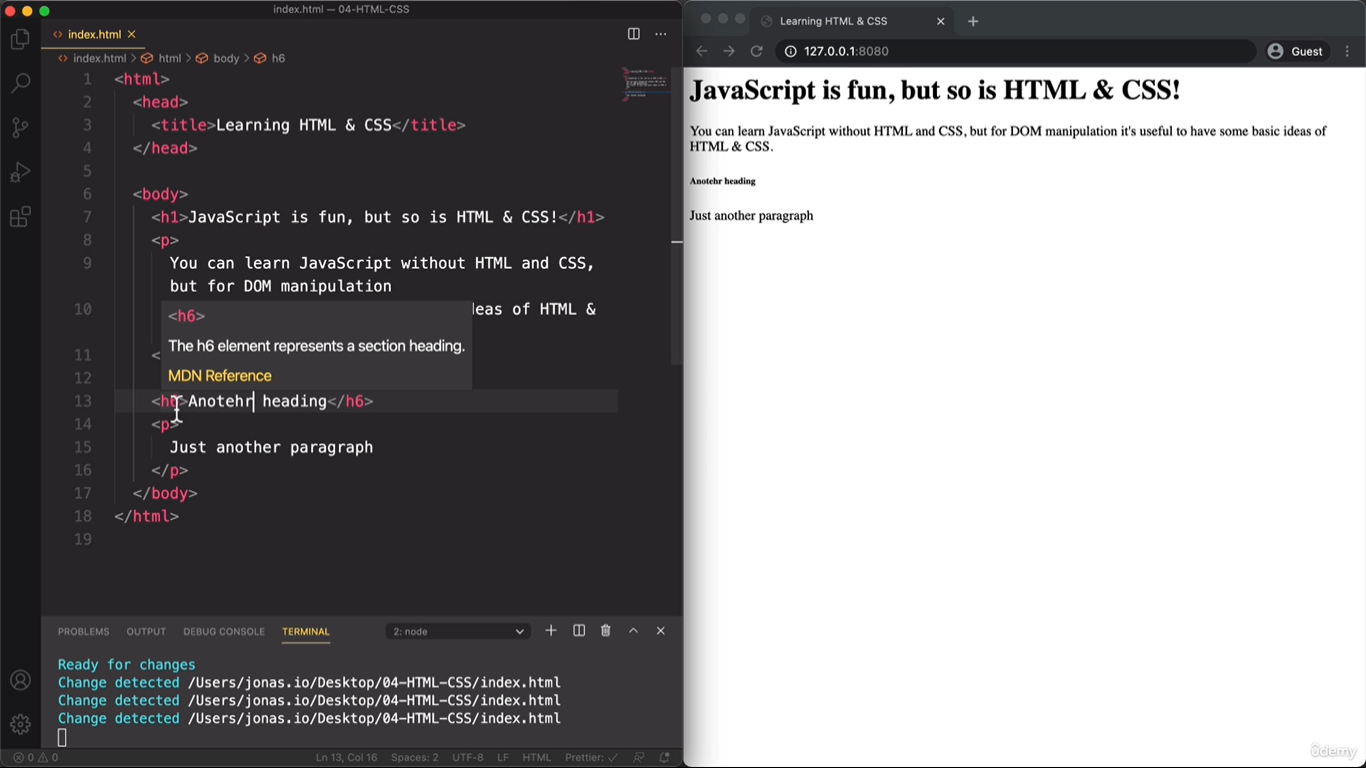 index.html — 04-HTML-CSS
index.html
index.html > html > body > h6
1 <html>
2 <head>
3 <title>Learning HTML & CSS</title>
4 </head>
5
6 <body>
7 <h1>JavaScript is fun, but so is HTML & CSS!</h1>
8 <p>
9 You can learn JavaScript without HTML and CSS,
but for DOM manipulation
10 eas of HTML &
<h6>
The h6 element represents a section heading.
11 <
MDN Reference
12
13 <h6>Anotehr heading</h6>
14 <p>
15 Just another paragraph
16 </p>
17 </body>
18 </html>
19
PROBLEMS OUTPUT DEBUG CONSOLE TERMINAL 2: node
Ready for changes
Change detected /Users/jonas.io/Desktop/04-HTML-CSS/index.html
Change detected /Users/jonas.io/Desktop/04-HTML-CSS/index.html
Change detected /Users/jonas.io/Desktop/04-HTML-CSS/index.html
0 0 Ln 13, Col 16 Spaces: 2 UTF-8 LF HTML Prettier: ✓
Learning HTML & CSS
127.0.0.1:8080 Guest
JavaScript is fun, but so is HTML & CSS!
You can learn JavaScript without HTML and CSS, but for DOM manipulation it's useful to have some basic ideas of
HTML & CSS.
Anotehr heading
Just another paragraph
ûdemy